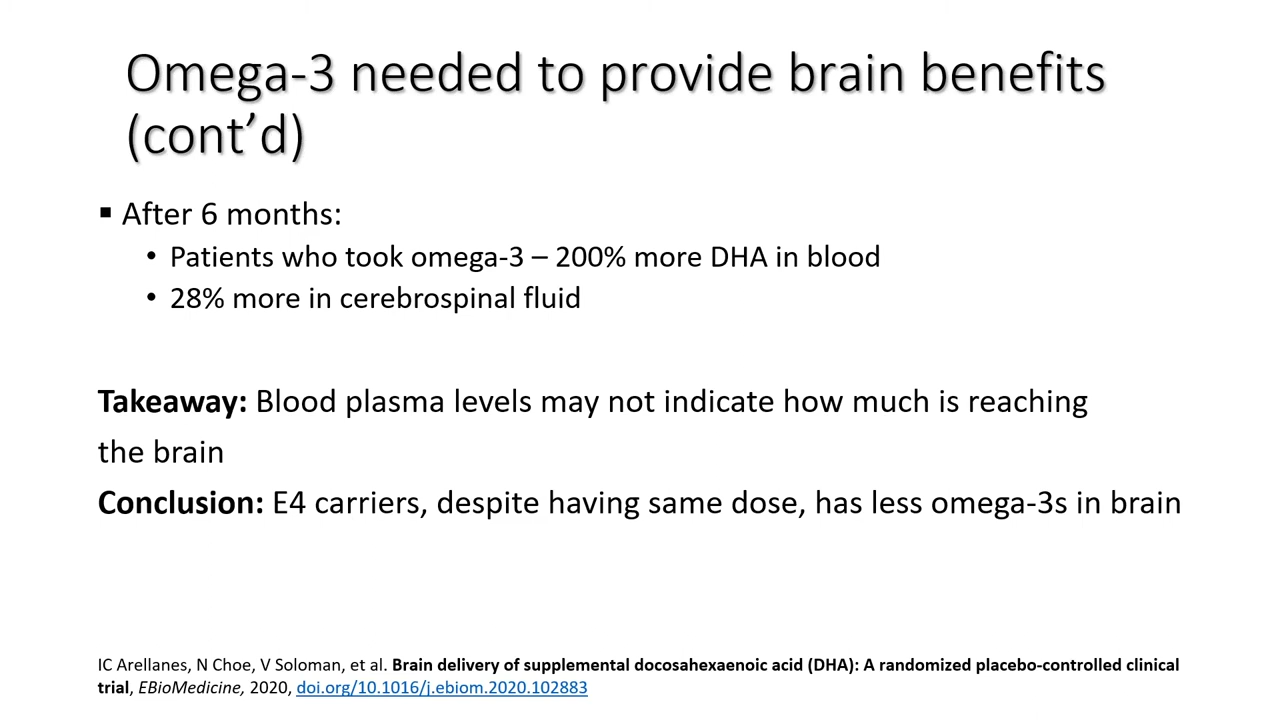 Omega-3 needed to provide brain benefits
(cont’d)
▪ After 6 months:
• Patients who took omega-3 – 200% more DHA in blood
• 28% more in cerebrospinal fluid
Takeaway: Blood plasma levels may not indicate how much is reaching
the brain
Conclusion: E4 carriers, despite having same dose, has less omega-3s in brain
IC Arellanes, N Choe, V Soloman, et al. Brain delivery of supplemental docosahexaenoic acid (DHA): A randomized placebo-controlled clinical
trial, EBioMedicine, 2020, doi.org/10.1016/j.ebiom.2020.102883